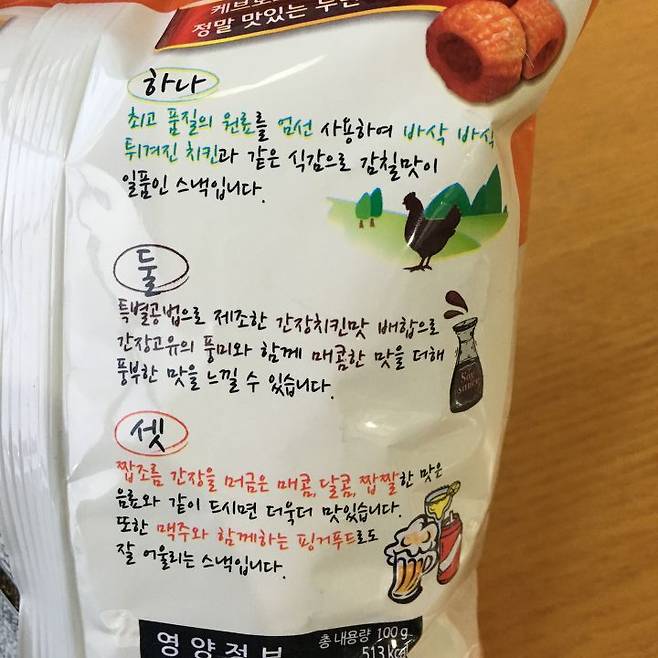 정말 맛있는
하나
최고 품질의 원료를 엄선 사용하여 바삭 바삭
튀겨진 치킨과 같은 식감으로 감칠맛이
일품인 스낵입니다.
둘
특별공법으로 제조한 간장치킨맛 배합으로
간장고유의 풍미와 함께 매콤한 맛을 더해
풍부한 맛을 느낄 수 있습니다.
Soy
sauce
셋
짭조름 간장을 머금은 매콤, 달콤, 짭짤한 맛은
음료와 같이 드시면 더욱더 맛있습니다.
또한 맥주와 함께하는 핑거푸드로도
잘 어울리는 스낵입니다.
영양정보
총 내용량 100 g
513 kcal